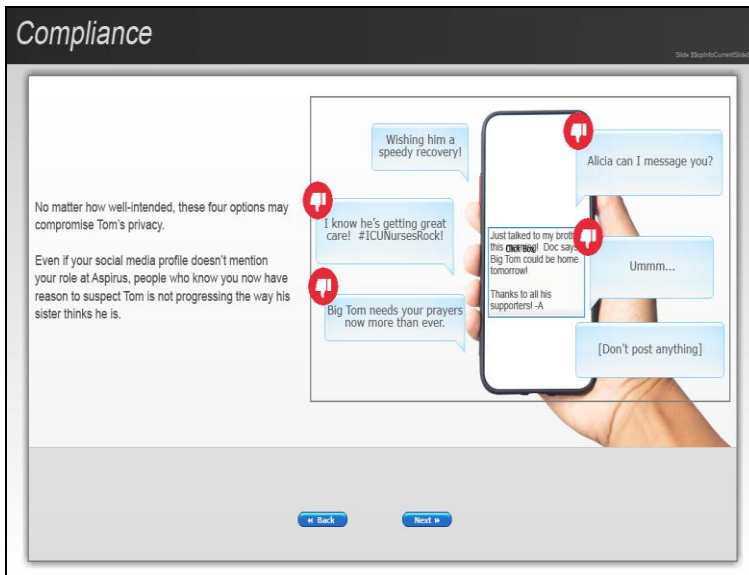 Compliance
Slide $$cpInfoCurrentSlide$
No matter how well-intended, these four options may
compromise Tom's privacy.
Even if your social media profile doesn't mention
your role at Aspirus, people who know you now have
reason to suspect Tom is not progressing the way his
sister thinks he is.
Wishing him a
speedy recovery!
I know he's getting great
care! #ICUNursesRock!
Big Tom needs your prayers
now more than ever.
Just talked to my broth
this Doc says
Click Box
Big Tom could be home
tomorrow!
Thanks to all his
supporters! -A
Alicia can I message you?
Ummm...
[Don't post anything]
Back
Next